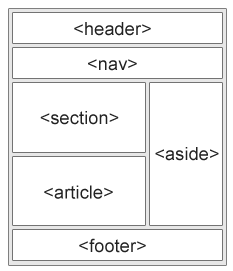 <header>
<nav>
<section>
<aside>
<article>
<footer>